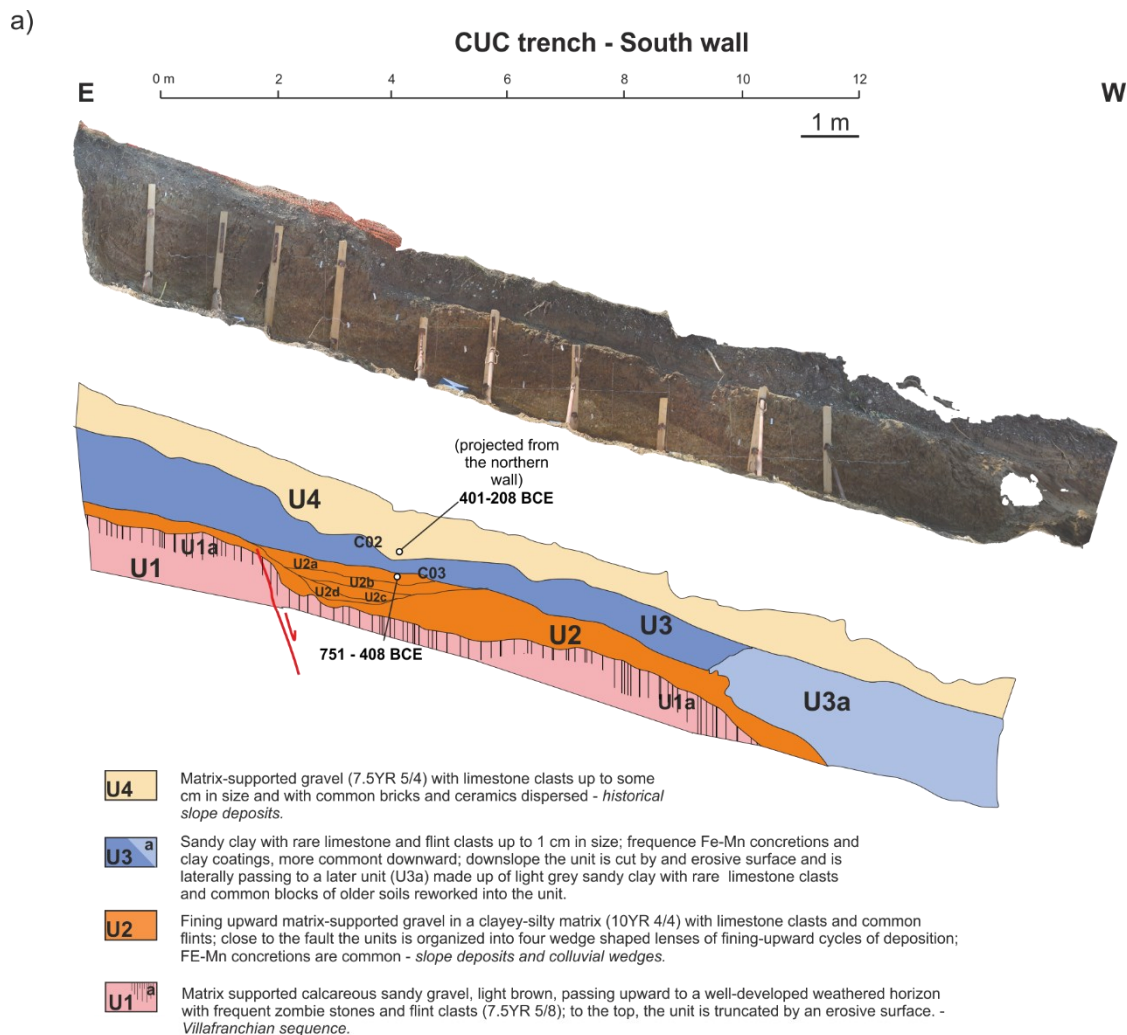 a)
CUC trench - South wall
0 m 2 4 6 8 10 12
E W
1 m
(projected from
the northern
wall)
401-208 BCE
U4
C02
U1a
U2a
C03
U1
U2b
U2d
U2c
U2
U3
751 - 408 BCE
U1a
U3a
U4
Matrix-supported gravel (7.5YR 5/4) with limestone clasts up to some
cm in size and with common bricks and ceramics dispersed - historical
slope deposits.
U3 a
Sandy clay with rare limestone and flint clasts up to 1 cm in size; frequence Fe-Mn concretions and
clay coatings, more commont downward; downslope the unit is cut by and erosive surface and is
laterally passing to a later unit (U3a) made up of light grey sandy clay with rare limestone clasts
and common blocks of older soils reworked into the unit.
U2
Fining upward matrix-supported gravel in a clayey-silty matrix (10YR 4/4) with limestone clasts and common
flints; close to the fault the units is organized into four wedge shaped lenses of fining-upward cycles of deposition;
FE-Mn concretions are common - slope deposits and colluvial wedges.
U1 a
Matrix supported calcareous sandy gravel, light brown, passing upward to a well-developed weathered horizon
with frequent zombie stones and flint clasts (7.5YR 5/8); to the top, the unit is truncated by an erosive surface. -
Villafranchian sequence.